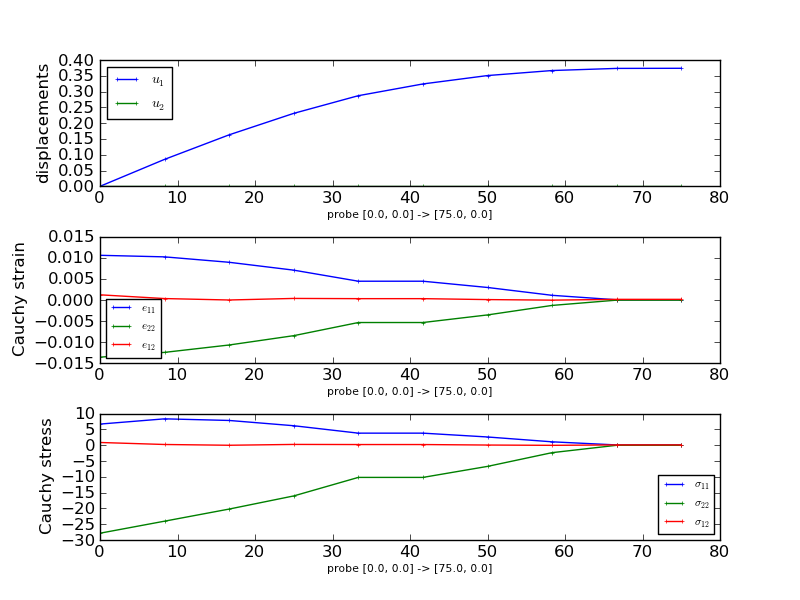 displacements
0.40
0.35
0.30
0.25
0.20
0.15
0.10
0.05
0.00
u₁
u₂
0 10 20 30 40 50 60 70 80
probe [0.0, 0.0] -> [75.0, 0.0]
Cauchy strain
0.015
0.010
0.005
0.000
−0.005
−0.010
−0.015
e₁₁
e₂₂
e₁₂
0 10 20 30 40 50 60 70 80
probe [0.0, 0.0] -> [75.0, 0.0]
Cauchy stress
10
5
0
−5
−10
−15
−20
−25
−30
σ₁₁
σ₂₂
σ₁₂
0 10 20 30 40 50 60 70 80
probe [0.0, 0.0] -> [75.0, 0.0]